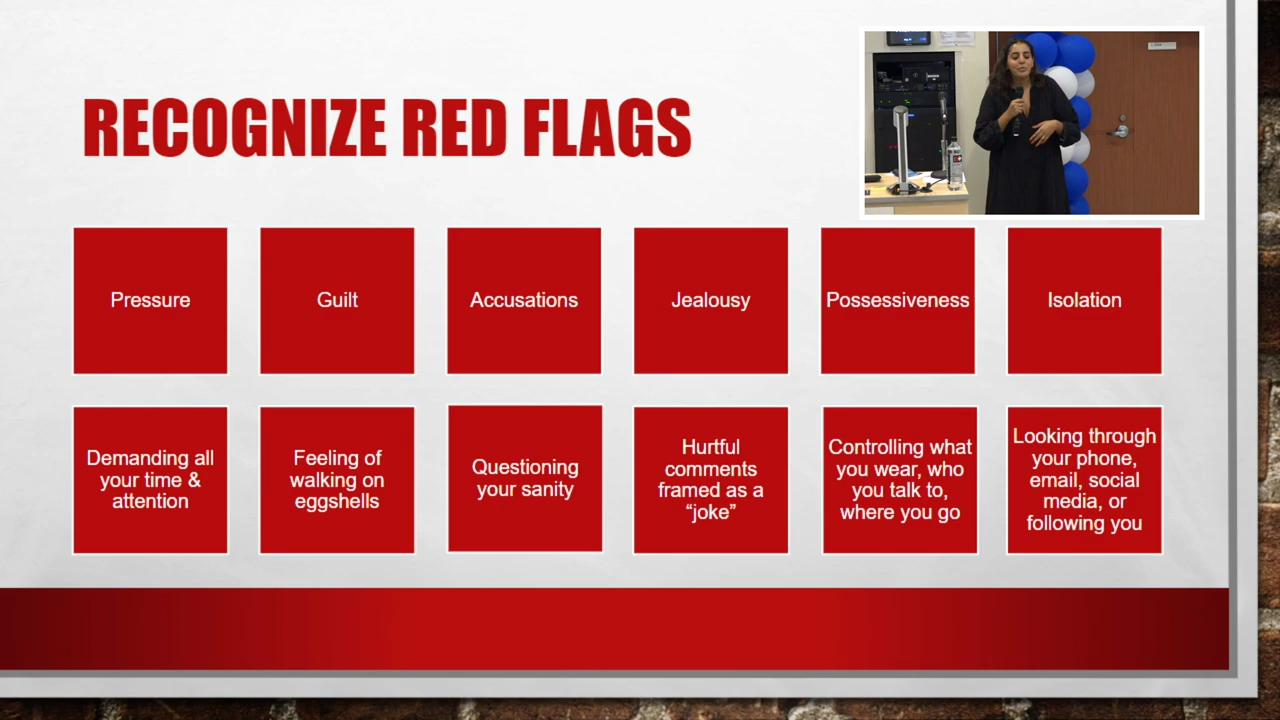 RECOGNIZE RED FLAGS
Pressure
Guilt
Accusations
Jealousy
Possessiveness
Isolation
Demanding all
your time &
attention
Feeling of
walking on
eggshells
Questioning
your sanity
Hurtful
comments
framed as a
“joke”
Controlling what
you wear, who
you talk to,
where you go
Looking through
your phone,
email, social
media, or
following you